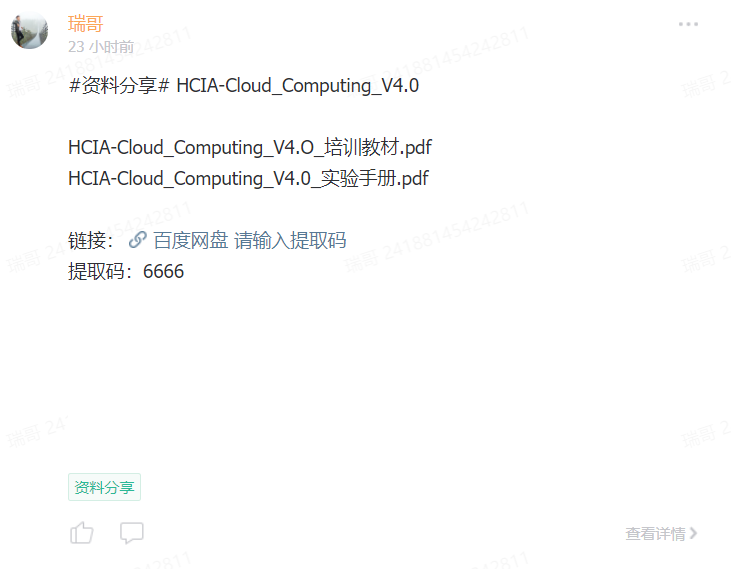 瑞哥
23 小时前
#资料分享# HCIA-Cloud_Computing_V4.0
HCIA-Cloud_Computing_V4.O_培训教材.pdf
HCIA-Cloud_Computing_V4.0_实验手册.pdf
链接： 百度网盘 请输入提取码
提取码：6666
资料分享
查看详情
瑞哥 241881454242811